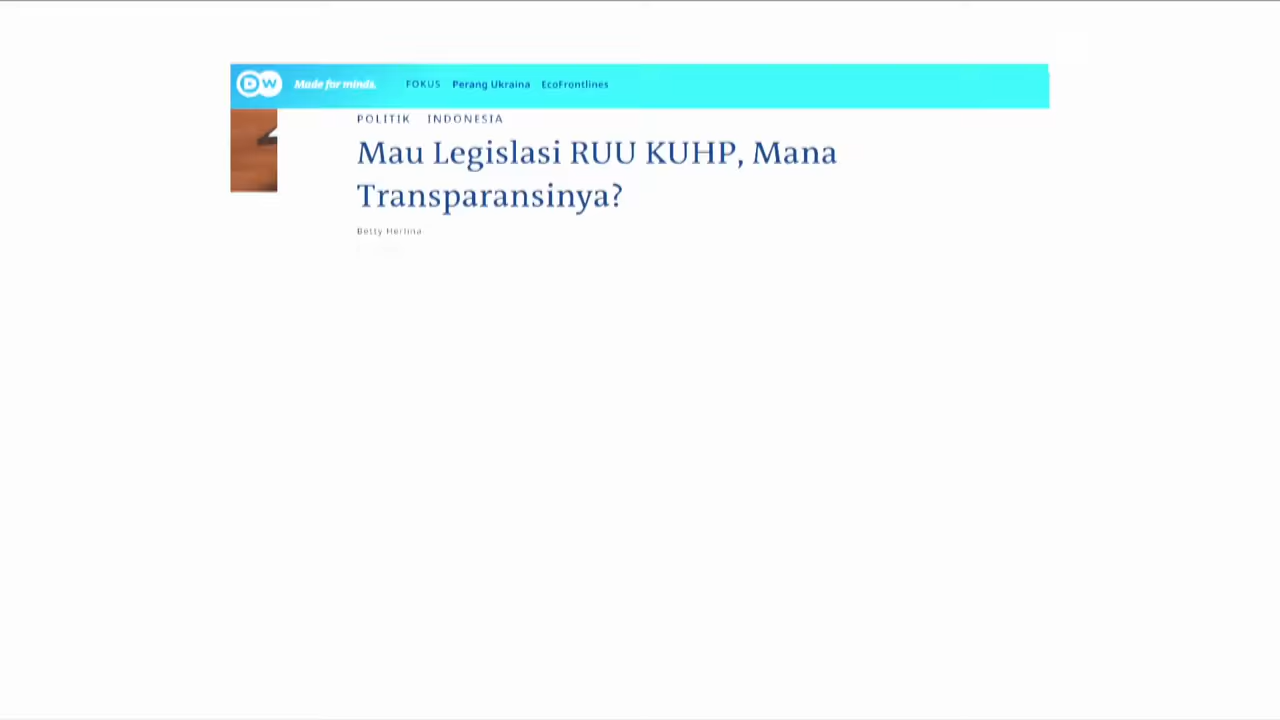 DW Made for minds. FOKUS Perang Ukraina EcoFrontlines
POLITIK INDONESIA
Mau Legislasi RUU KUHP, Mana
Transparansinya?
Betty Herlina